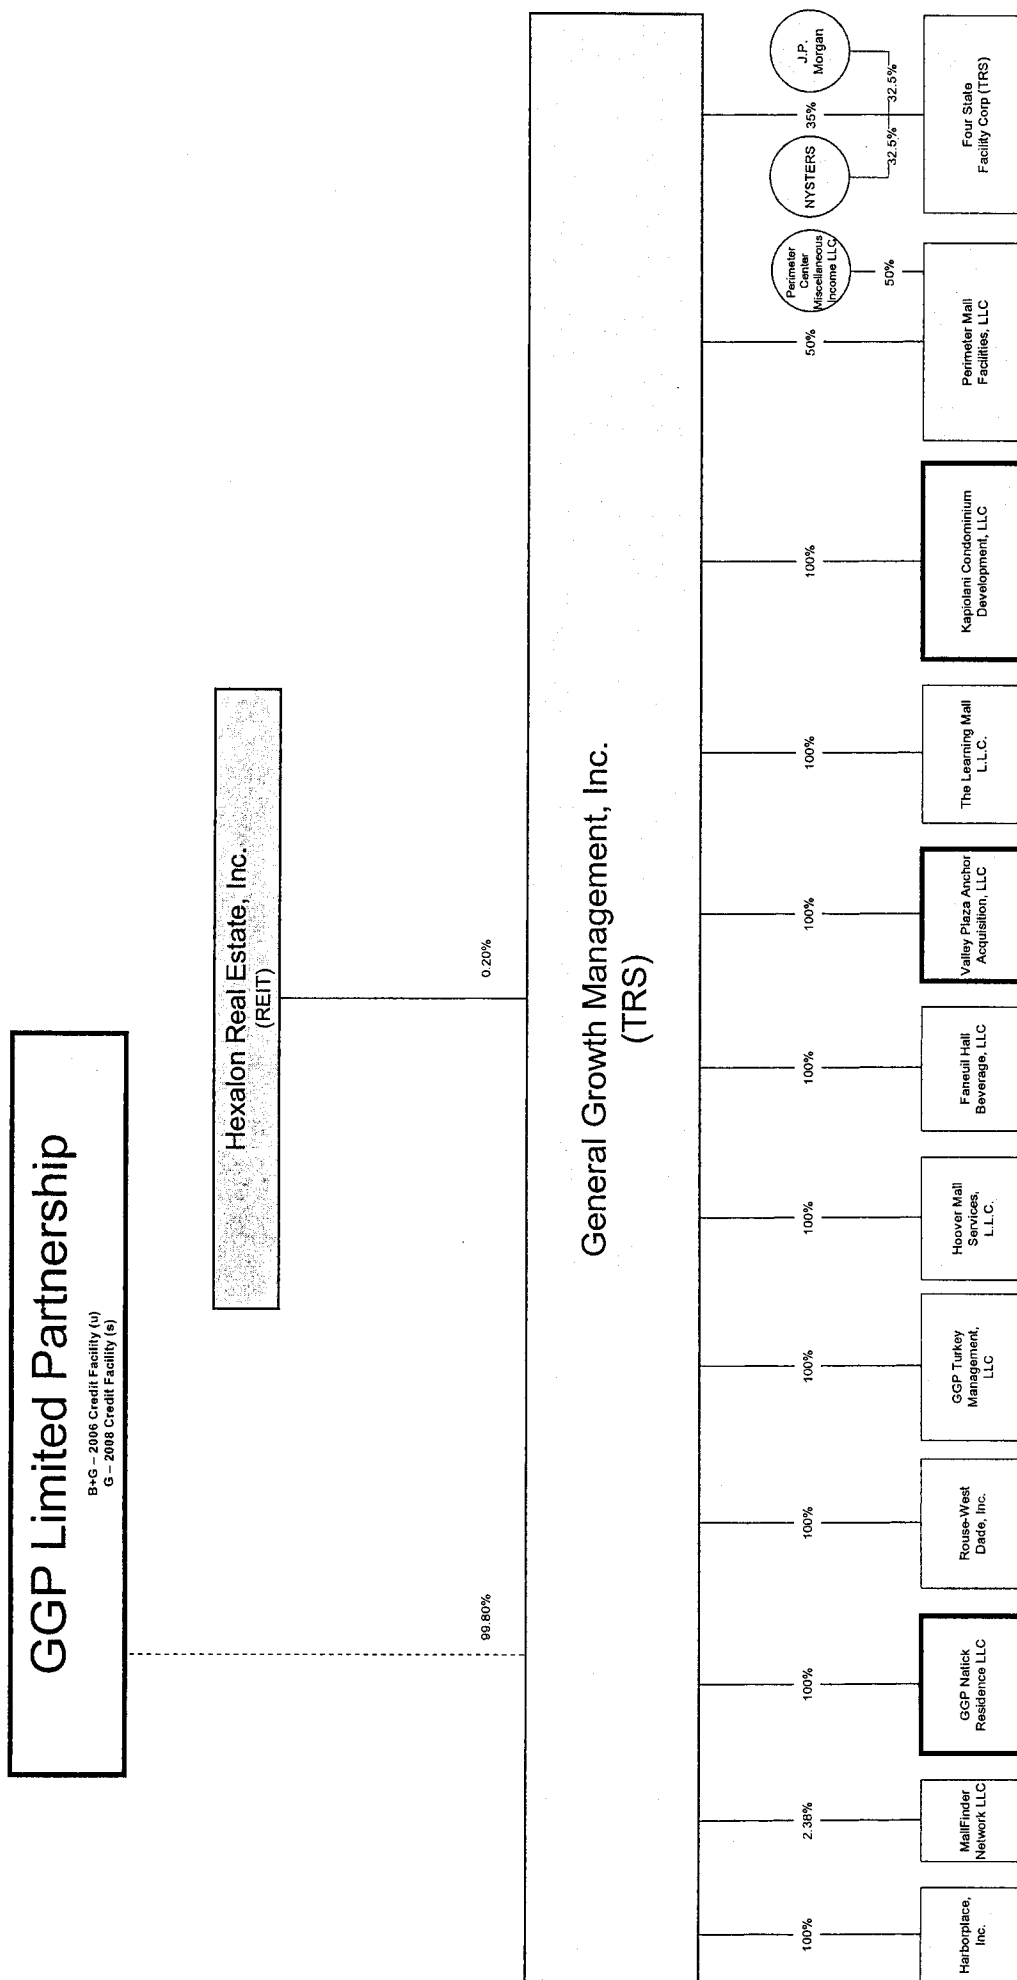 GGP Limited Partnership
B+G – 2006 Credit Facility (u)
G – 2008 Credit Facility (s)
Hexalon Real Estate, Inc.
(REIT)
99.80%
0.20%
General Growth Management, Inc.
(TRS)
100%
2.38%
100%
100%
100%
100%
100%
100%
100%
100%
50%
35%
Perimeter
Center
Miscellaneous
Income LLC
50%
NYSTERS
32.5%
J.P.
Morgan
32.5%
Harborplace,
Inc.
MallFinder
Network LLC
GGP Natick
Residence LLC
Rouse-West
Dade, Inc.
GGP Turkey
Management,
LLC
Hoover Mall
Services,
L.L.C.
Faneuil Hall
Beverage, LLC
Valley Plaza Anchor
Acquisition, LLC
The Learning Mall
L.L.C.
Kapiolani Condominium
Development, LLC
Perimeter Mall
Facilities, LLC
Four State
Facility Corp (TRS)